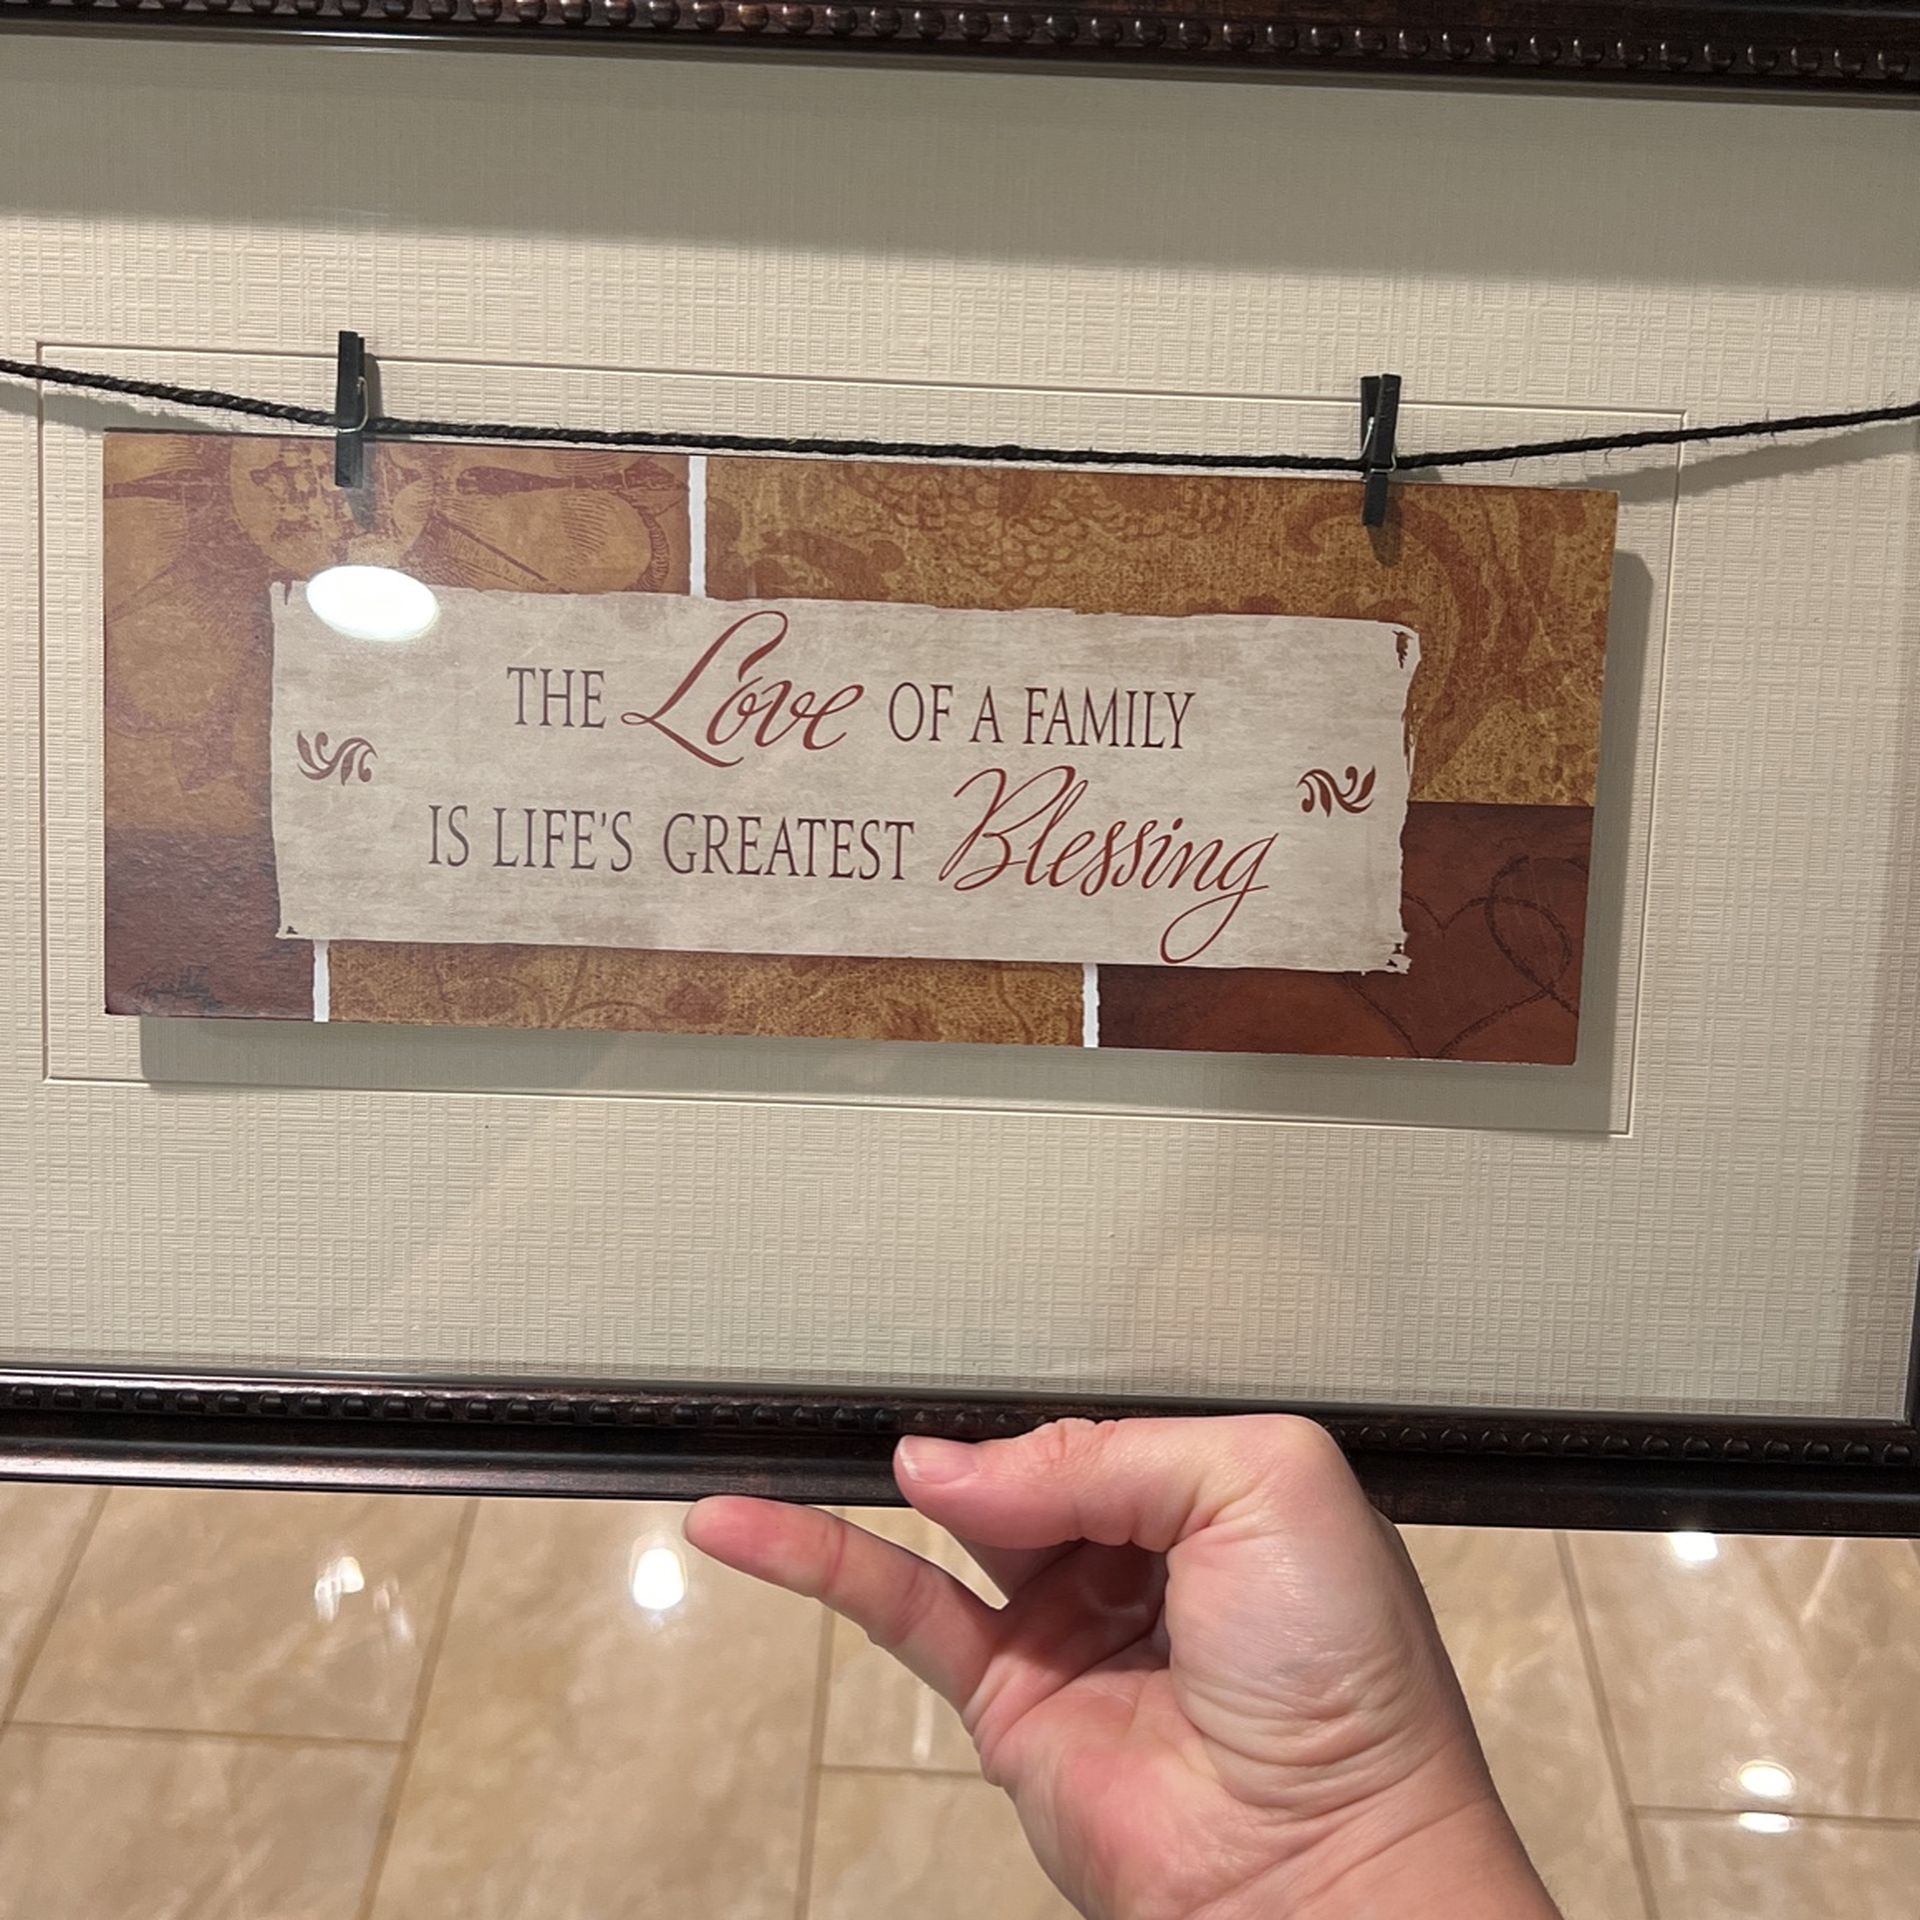 THE Love OF A FAMILY
IS LIFE'S GREATEST Blessing